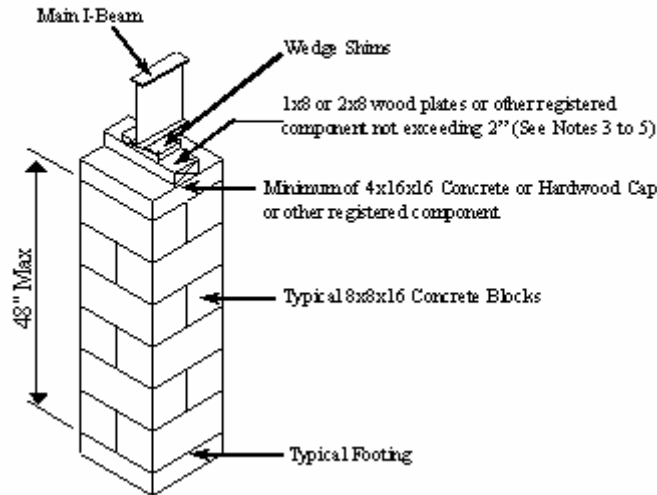 Main I-Beam
Wedge Shims
1x8 or 2x8 wood plates or other registered
component not exceeding 2" (See Notes 3 to 5)
Minimum of 4x16x16 Concrete or Hardwood Cap
or other registered component
48" Max
Typical 8x8x16 Concrete Blocks
Typical Footing